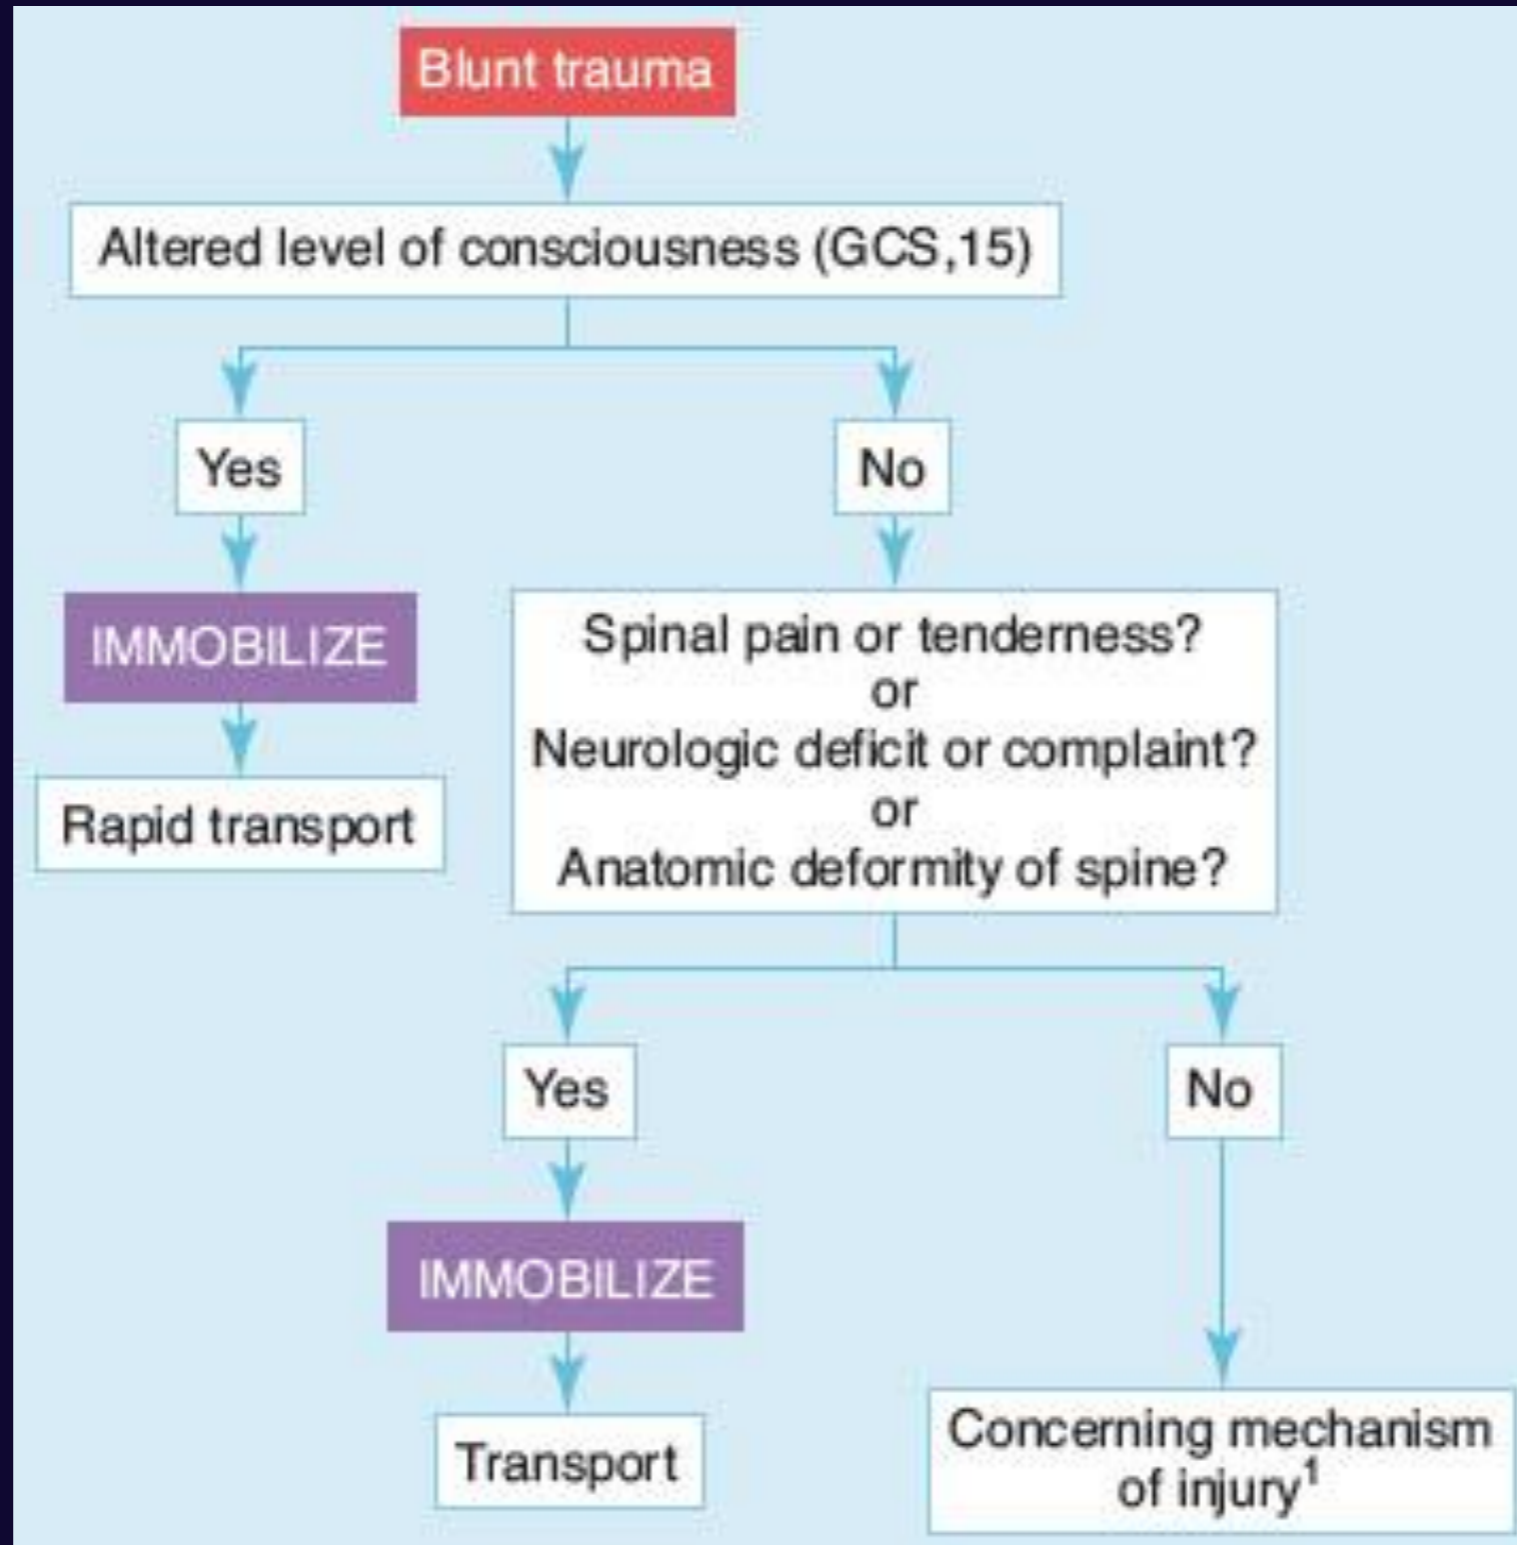 Blunt trauma
Altered level of consciousness (GCS,15)
Yes
No
IMMOBILIZE
Spinal pain or tenderness?
or
Neurologic deficit or complaint?
or
Anatomic deformity of spine?
Rapid transport
Yes
No
IMMOBILIZE
Transport
Concerning mechanism
of injury¹